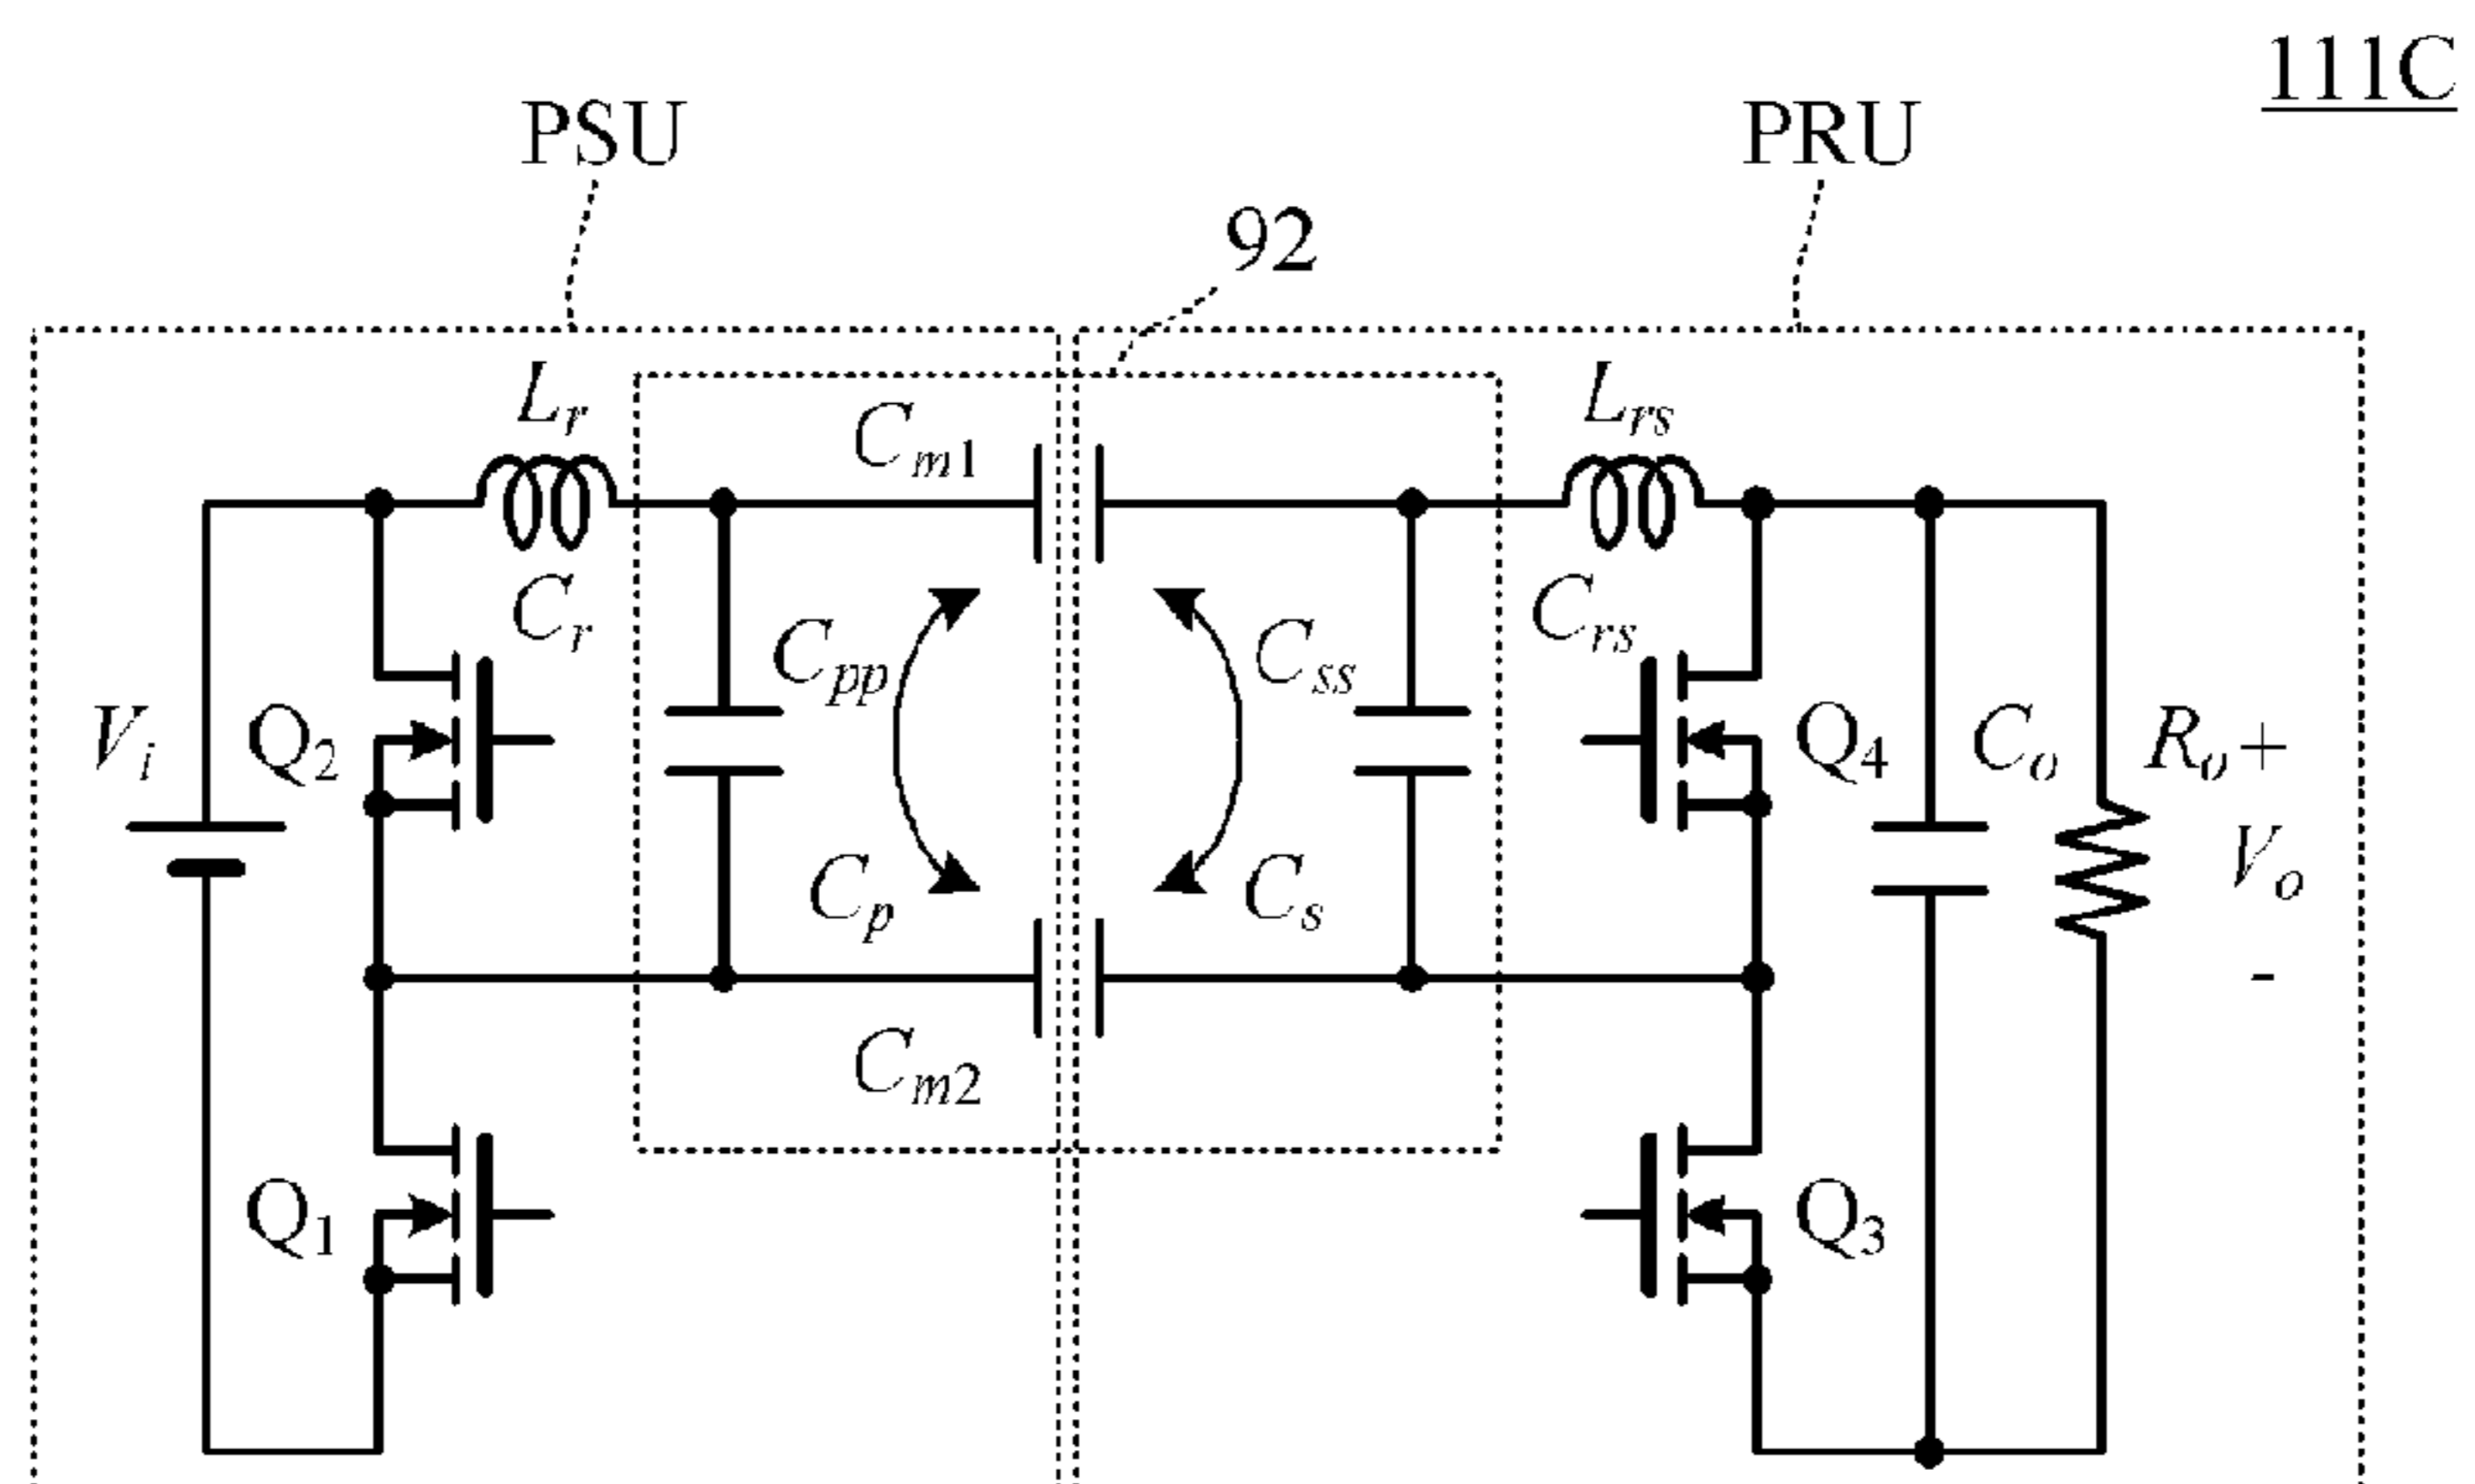 111C
PSU
PRU
92
Lr
Cm1
Lrs
Cr
Cpp
Css
Crs
Vi
Q2
Q4
Co
Ro
+
Vo
-
Cp
Cs
Cm2
Q1
Q3